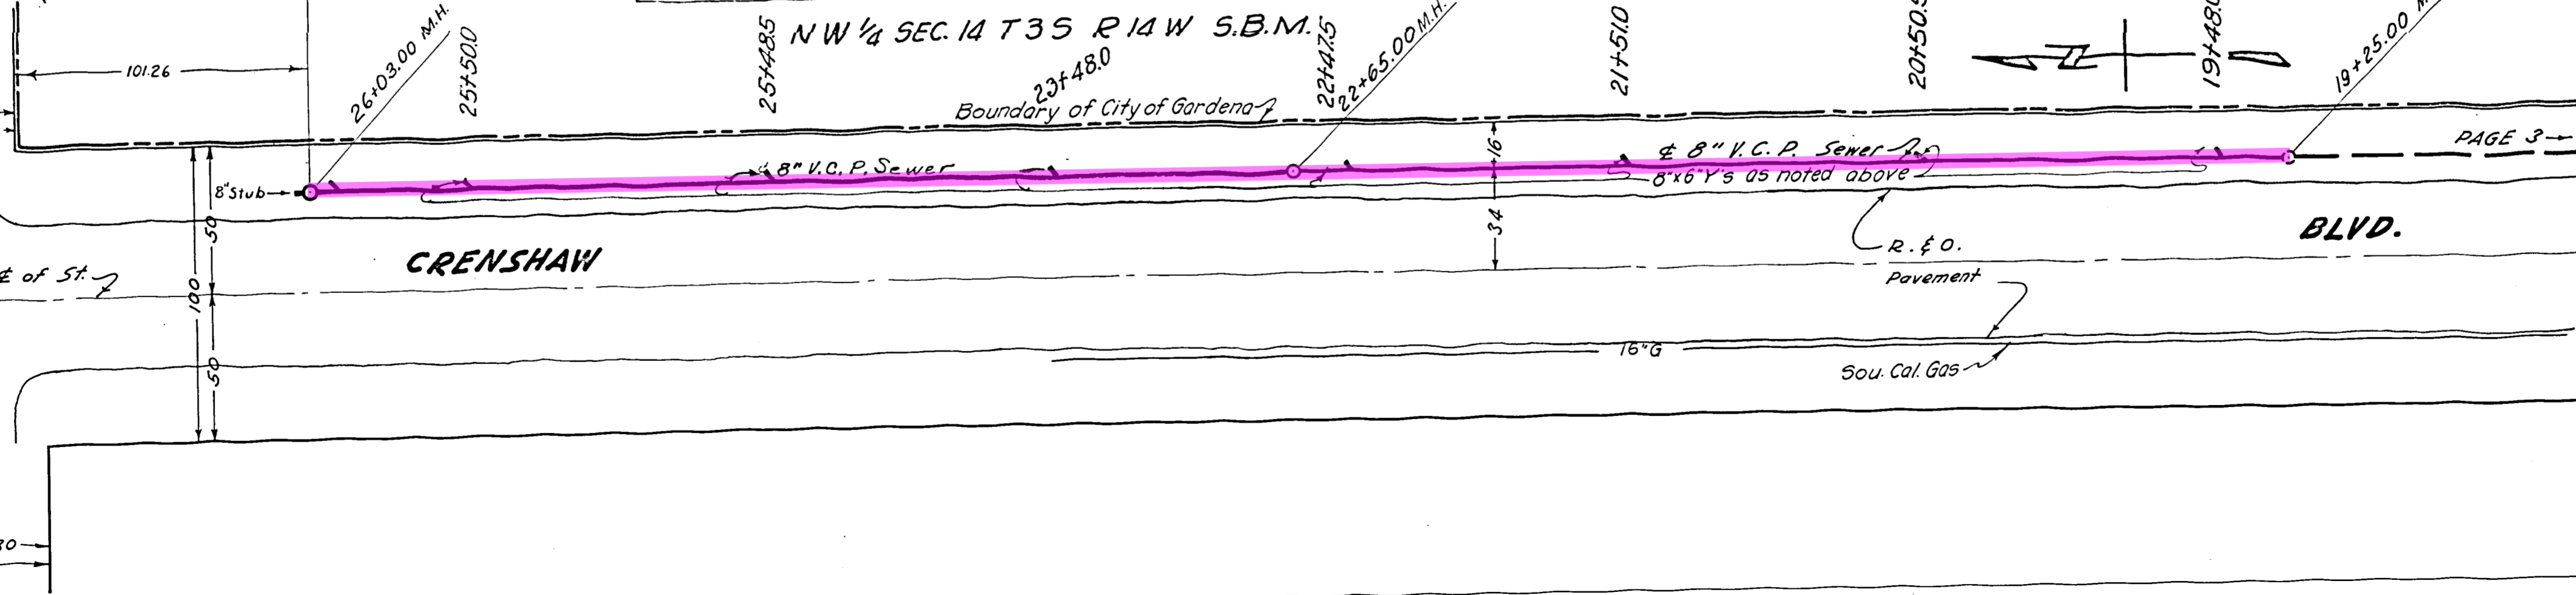 NW 1/4 SEC. 14 T3S R14W S.B.M.
101.26
26+03.00 M.H.
25+50.0
25+48.5
23+48.0
22+47.5
22+65.00 M.H.
21+51.0
20+50.5
19+48.0
19+25.00
Boundary of City of Gardena
16
PAGE 3
8" Stub
8" V.C.P. Sewer
℄ 8" V.C.P. Sewer
8"x6" Y's as noted above
50
34
R. & O.
BLVD.
CRENSHAW
℄ of St.
100
Pavement
50
16"G
Sou. Cal. Gas